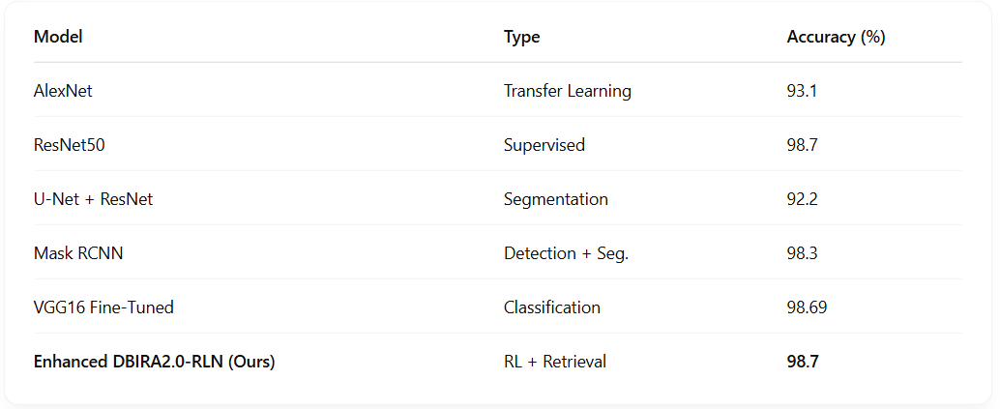 Model Type Accuracy (%)
AlexNet Transfer Learning 93.1
ResNet50 Supervised 98.7
U-Net + ResNet Segmentation 92.2
Mask RCNN Detection + Seg. 98.3
VGG16 Fine-Tuned Classification 98.69
Enhanced DBIRA2.0-RLN (Ours) RL + Retrieval 98.7